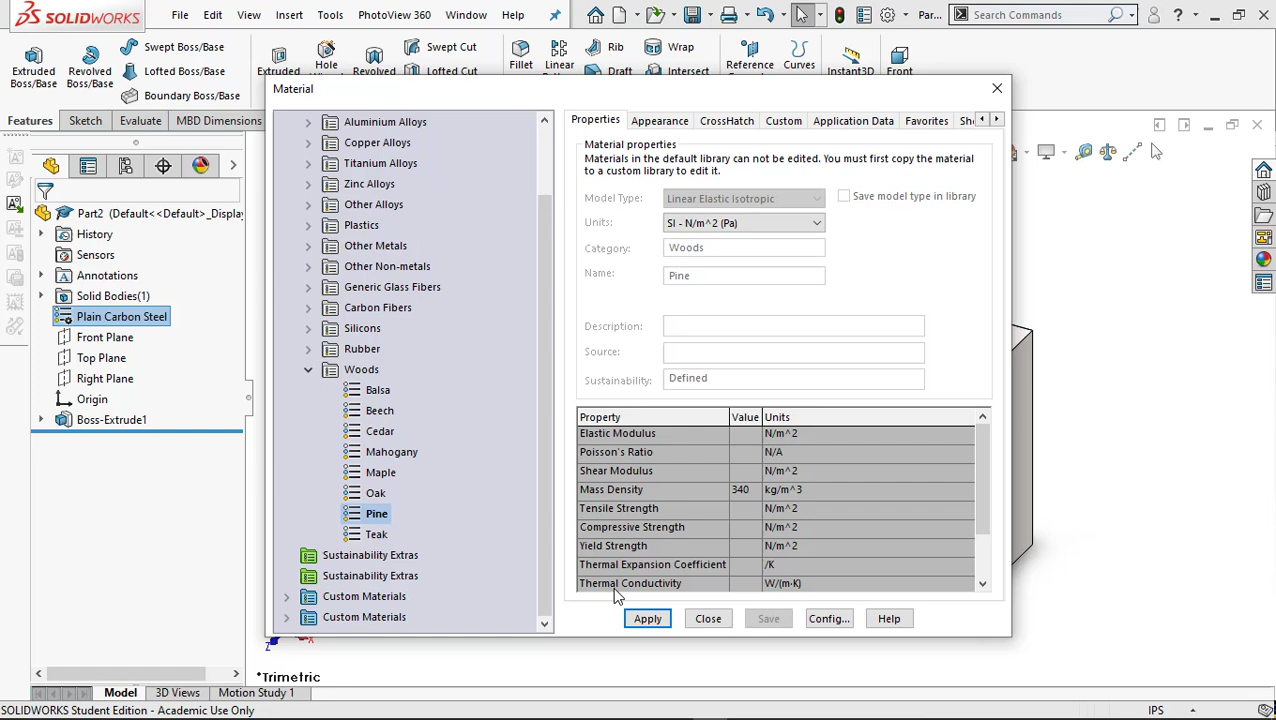 SOLIDWORKS
File Edit View Insert Tools PhotoView 360 Window Help
Par... Search Commands
Extruded Boss/Base
Revolved Boss/Base
Swept Boss/Base
Lofted Boss/Base
Boundary Boss/Base
Extruded
Hole
Revolved
Swept Cut
Lofted Cut
Fillet
Linear
Rib
Draft
Wrap
Intersect
Reference
Curves
Instant3D
Front
Features Sketch Evaluate MBD Dimensions
Part2 (Default<<Default>_Display
History
Sensors
Annotations
Solid Bodies(1)
Plain Carbon Steel
Front Plane
Top Plane
Right Plane
Origin
Boss-Extrude1
Material
Aluminium Alloys
Copper Alloys
Titanium Alloys
Zinc Alloys
Other Alloys
Plastics
Other Metals
Other Non-metals
Generic Glass Fibers
Carbon Fibers
Silicons
Rubber
Woods
Balsa
Beech
Cedar
Mahogany
Maple
Oak
Pine
Teak
Sustainability Extras
Sustainability Extras
Custom Materials
Custom Materials
Properties Appearance CrossHatch Custom Application Data Favorites
Material properties
Materials in the default library can not be edited. You must first copy the material
to a custom library to edit it.
Model Type: Linear Elastic Isotropic Save model type in library
Units: SI - N/m^2 (Pa)
Category: Woods
Name: Pine
Description:
Source:
Sustainability: Defined
Property Value Units
Elastic Modulus N/m^2
Poisson's Ratio N/A
Shear Modulus N/m^2
Mass Density 340 kg/m^3
Tensile Strength N/m^2
Compressive Strength N/m^2
Yield Strength N/m^2
Thermal Expansion Coefficient /K
Thermal Conductivity W/(m·K)
Apply Close Save Config... Help
Z X
*Trimetric
Model 3D Views Motion Study 1
SOLIDWORKS Student Edition - Academic Use Only IPS